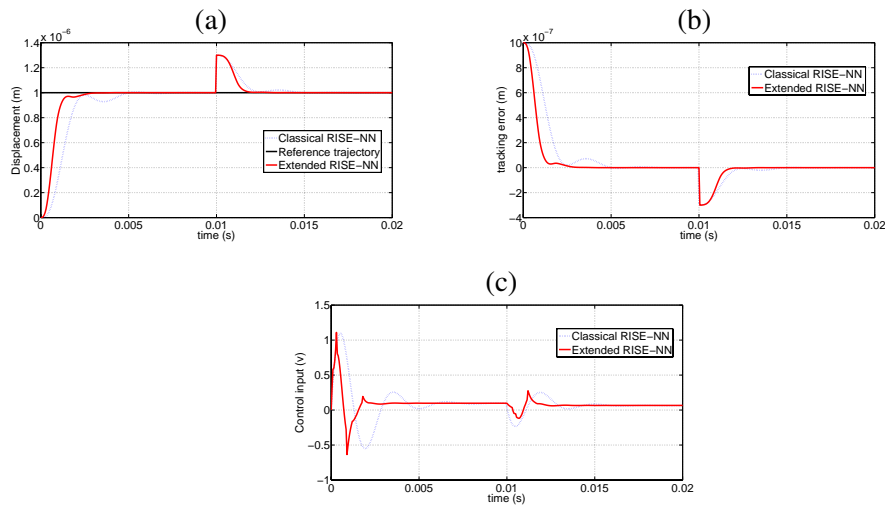 (a)
x 10⁻⁶
1.4
1.2
1
0.8
0.6
0.4
0.2
0
Displacement (m)
Classical RISE−NN
Reference trajectory
Extended RISE−NN
0
0.005
0.01
0.015
0.02
time (s)
(b)
x 10⁻⁷
10
8
6
4
2
0
−2
−4
tracking error (m)
Classical RISE−NN
Extended RISE−NN
0
0.005
0.01
0.015
0.02
time (s)
(c)
1.5
1
0.5
0
−0.5
−1
Control input (v)
Classical RISE−NN
Extended RISE−NN
0
0.005
0.01
0.015
0.02
time (s)